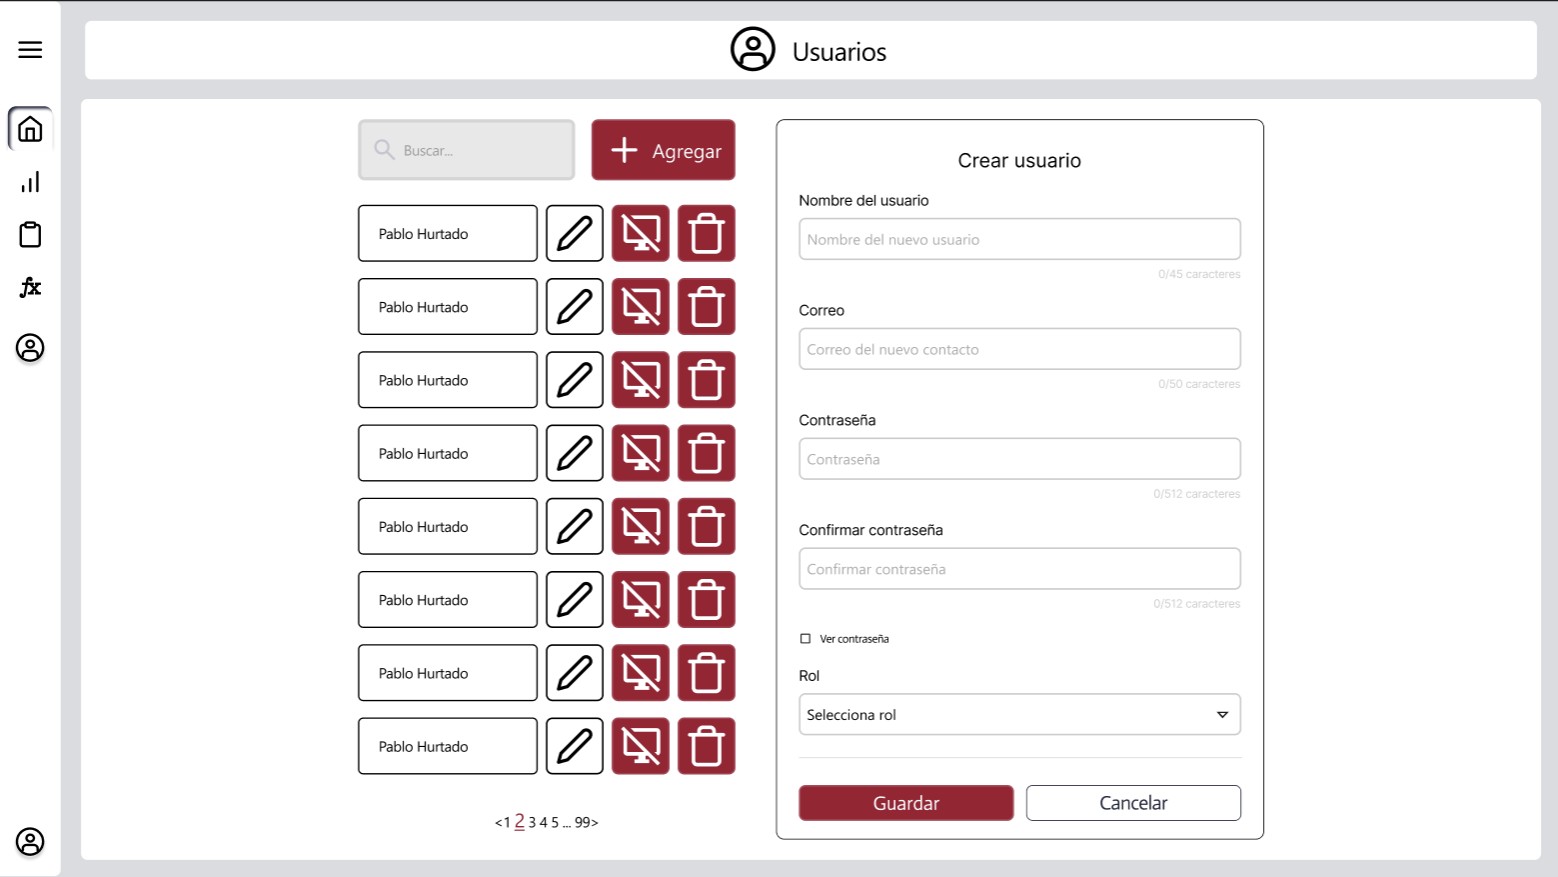 Usuarios
Buscar...
Agregar
Pablo Hurtado
Pablo Hurtado
Pablo Hurtado
Pablo Hurtado
Pablo Hurtado
Pablo Hurtado
Pablo Hurtado
Pablo Hurtado
<1 2 3 4 5 ... 99>
Crear usuario
Nombre del usuario
Nombre del nuevo usuario
0/45 caracteres
Correo
Correo del nuevo contacto
0/50 caracteres
Contraseña
Contraseña
0/512 caracteres
Confirmar contraseña
Confirmar contraseña
0/512 caracteres
Ver contraseña
Rol
Selecciona rol
Guardar
Cancelar